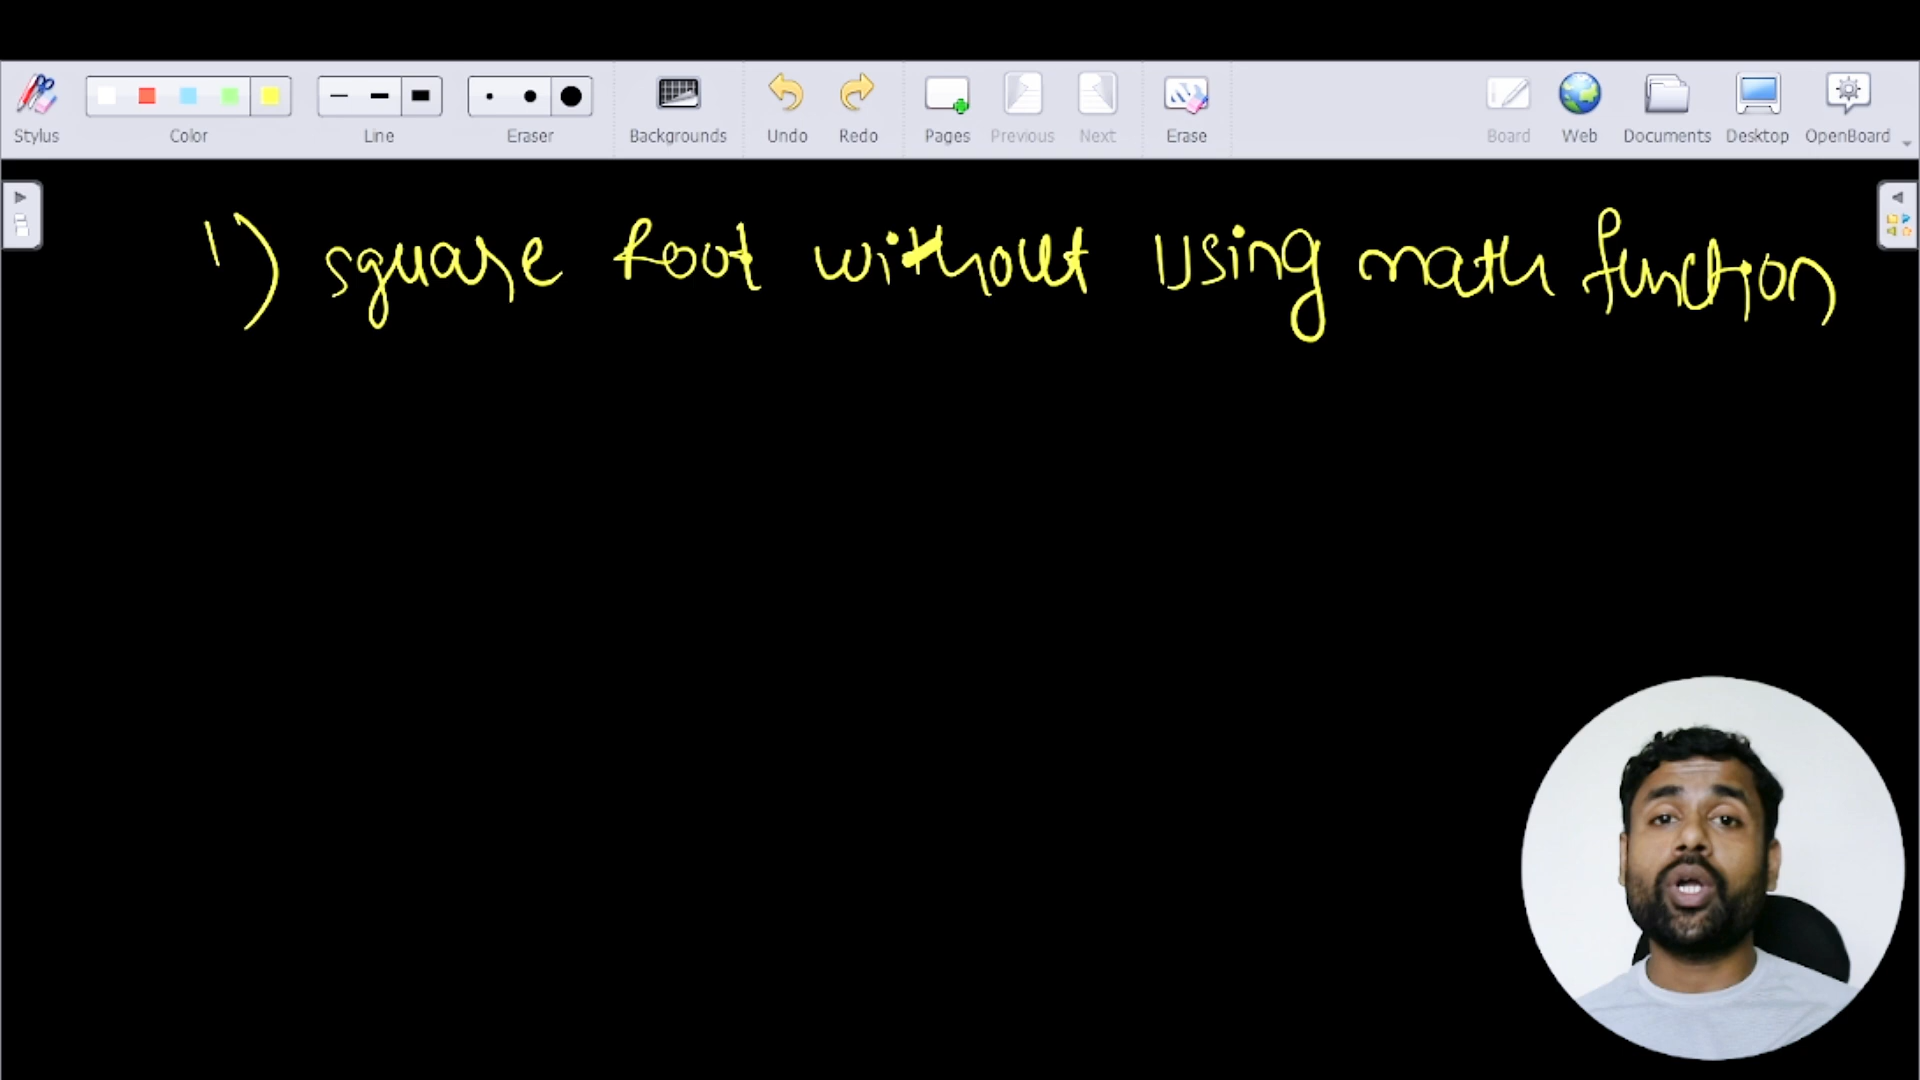 Stylus Color Line Eraser Backgrounds Undo Redo Pages Previous Next Erase Board Web Documents Desktop OpenBoard
1) square Root without Using math function